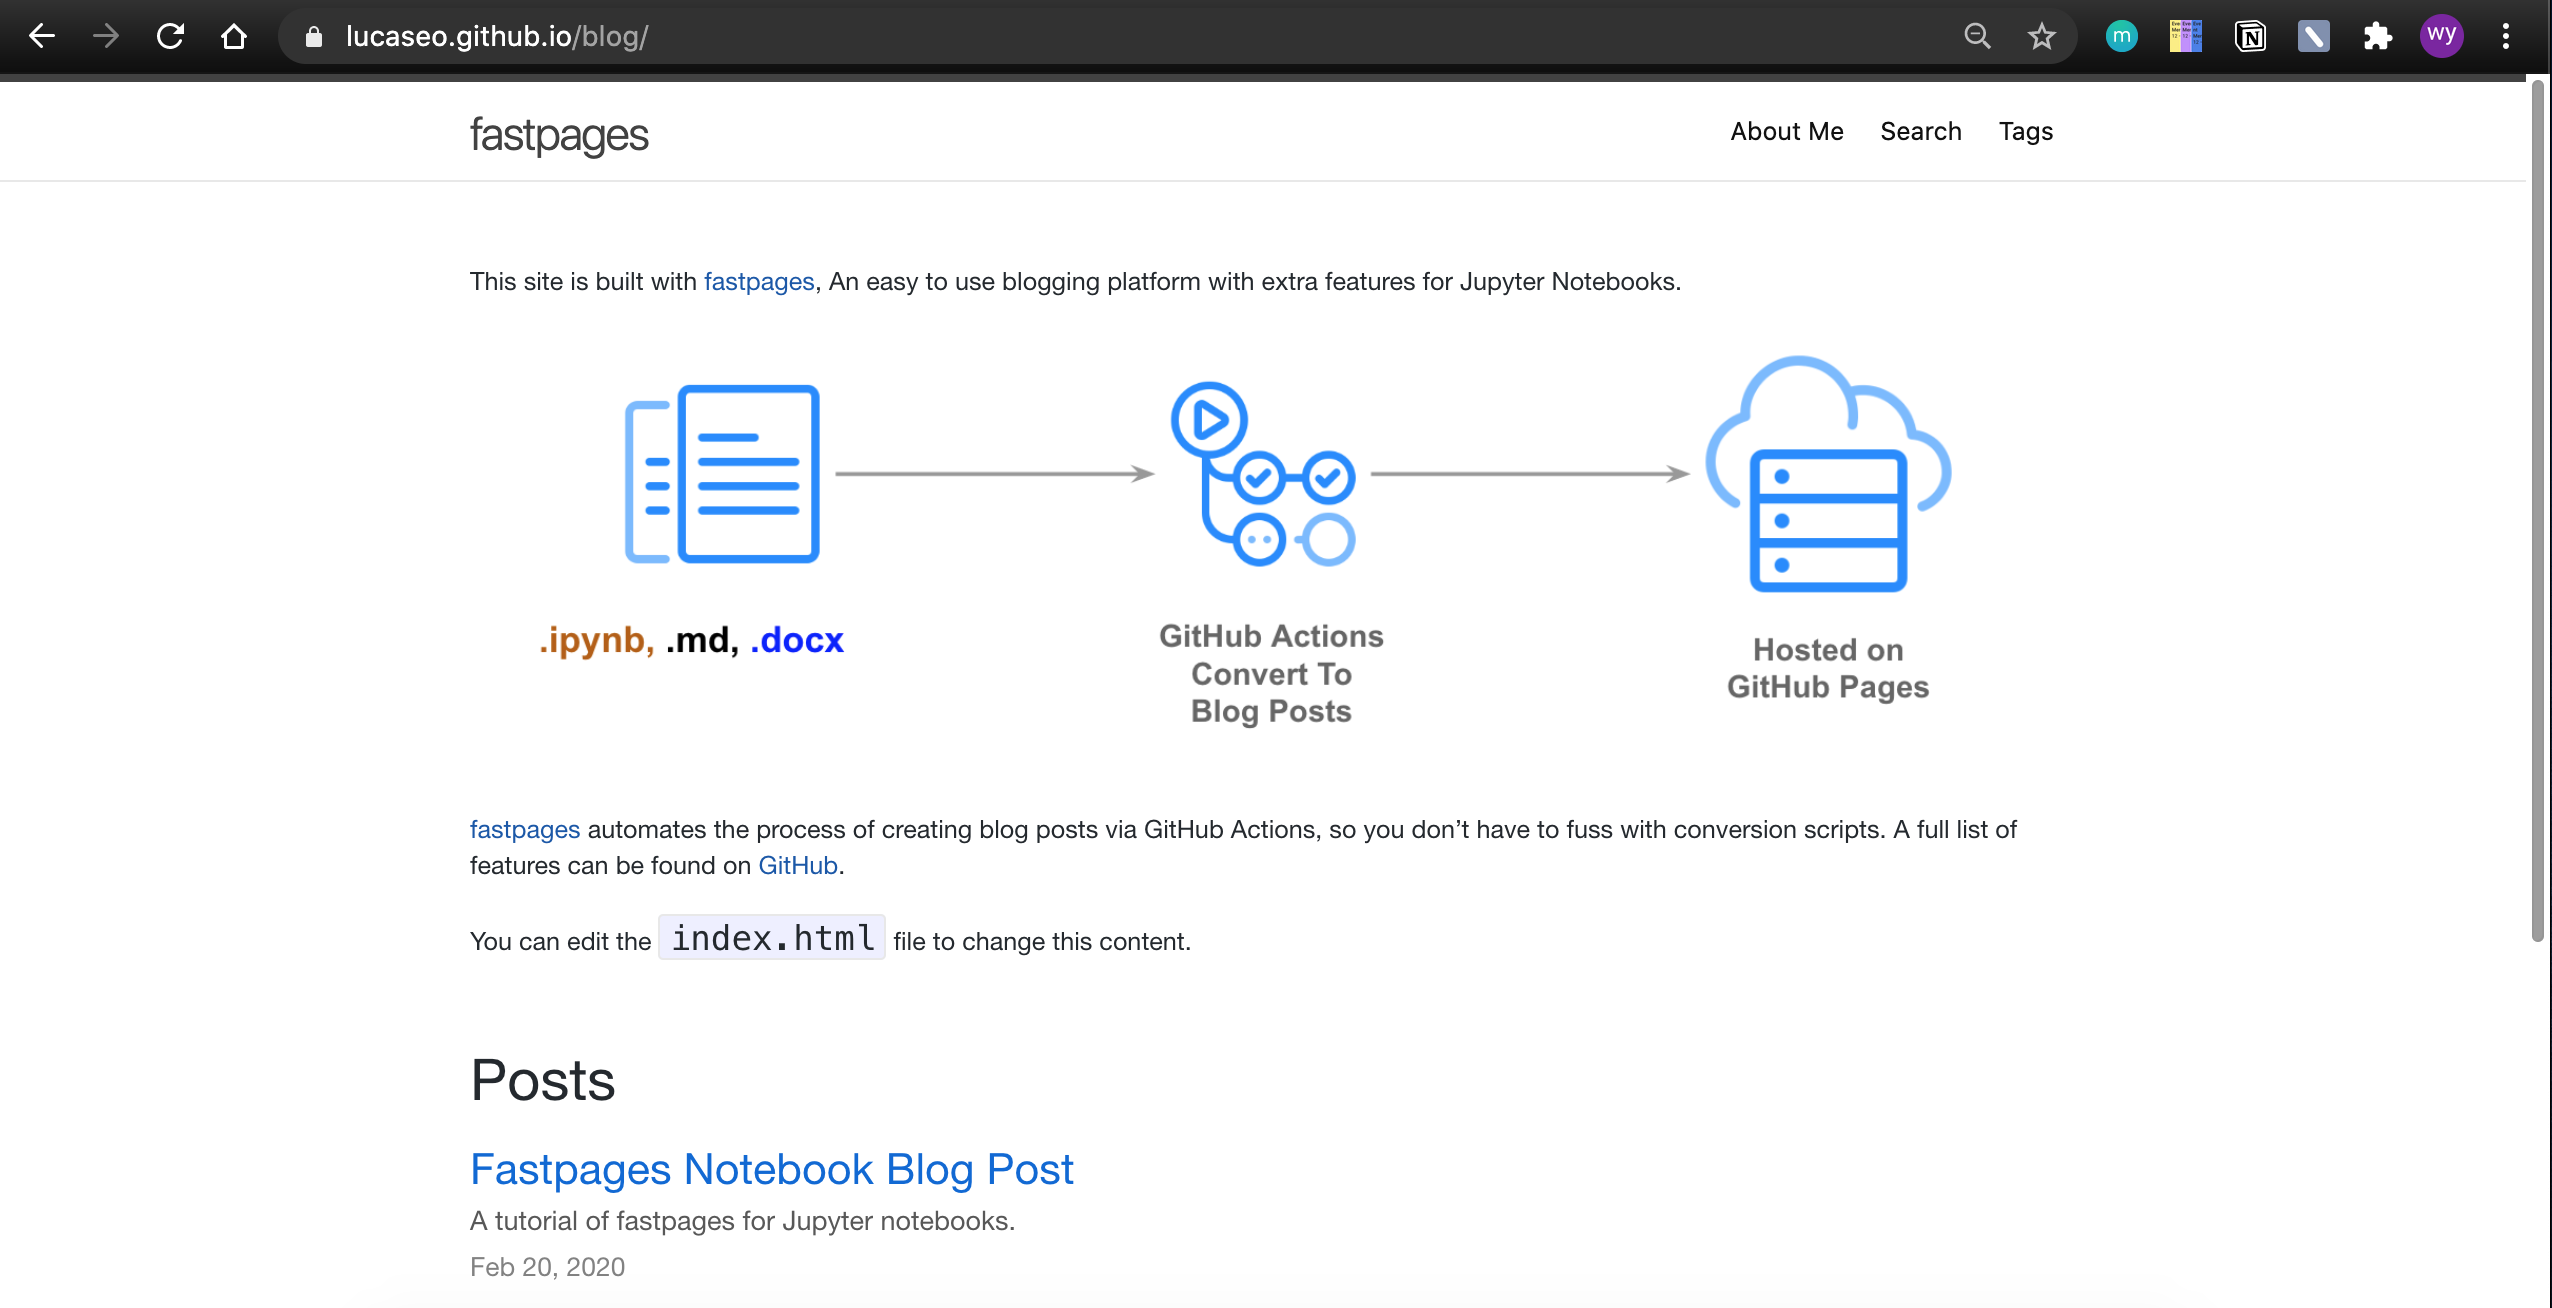 lucaseo.github.io/blog/
m
wy
fastpages
About Me Search Tags
This site is built with fastpages, An easy to use blogging platform with extra features for Jupyter Notebooks.
.ipynb, .md, .docx
GitHub Actions
Convert To
Blog Posts
Hosted on
GitHub Pages
fastpages automates the process of creating blog posts via GitHub Actions, so you don’t have to fuss with conversion scripts. A full list of
features can be found on GitHub.
You can edit the index.html file to change this content.
Posts
Fastpages Notebook Blog Post
A tutorial of fastpages for Jupyter notebooks.
Feb 20, 2020